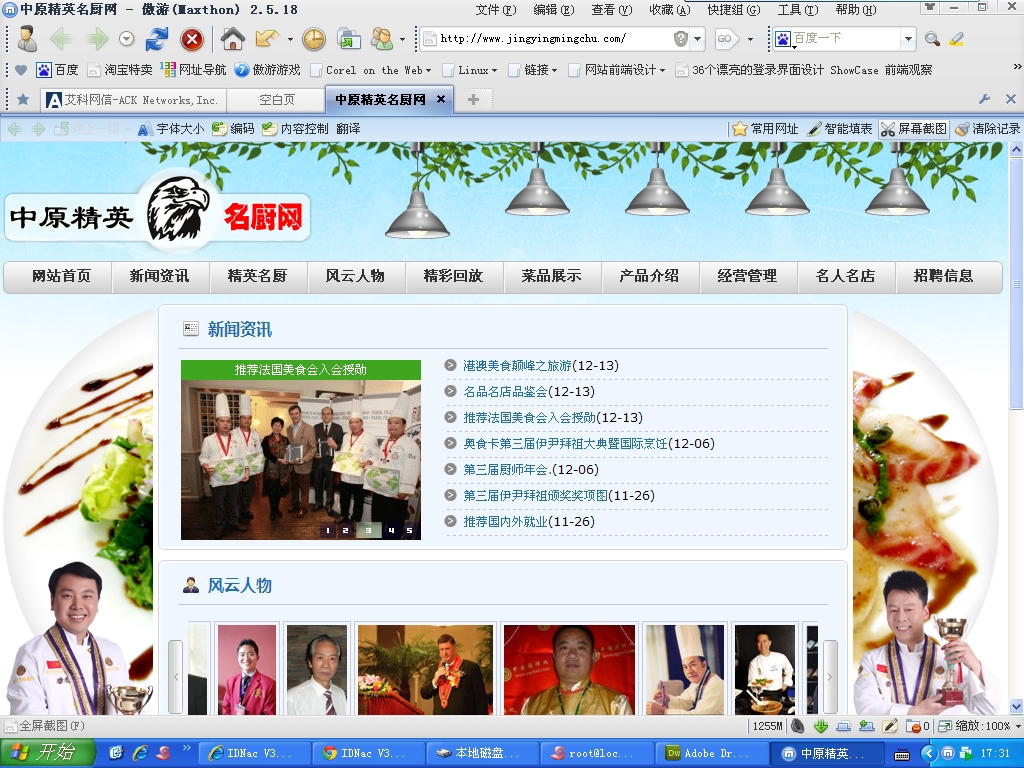 中原精英名厨网 - 傲游(Maxthon) 2.5.18 文件(F) 编辑(E) 查看(V) 收藏(A) 快捷组(G) 工具(T) 帮助(H)
http://www.jingyingmingchu.com/ GO 百度一下
百度 淘宝特卖 网址导航 傲游游戏 Corel on the Web Linux 链接 网站前端设计 36个漂亮的登录界面设计 ShowCase 前端观察 »
艾科网信-ACK Networks,Inc. 空白页 中原精英名厨网
向上一级 字体大小 编码 内容控制 翻译 常用网址 智能填表 屏幕截图 清除记录
中原精英 名厨网
网站首页 新闻资讯 精英名厨 风云人物 精彩回放 菜品展示 产品介绍 经营管理 名人名店 招聘信息
新闻资讯
推荐法国美食会入会授勋
1 2 3 4 5
港澳美食颠峰之旅游(12-13)
名品名店品鉴会(12-13)
推荐法国美食会入会授勋(12-13)
奥食卡第三届伊尹拜祖大典暨国际烹饪(12-06)
第三届厨师年会.(12-06)
第三届伊尹拜祖颁奖奖项图(11-26)
推荐国内外就业(11-26)
风云人物
全屏截图(F) 1255M 0 缩放:100%
开始 » IDNac V3... IDNac V3... 本地磁盘... root@loc... Adobe Dr... 中原精英... 17:31